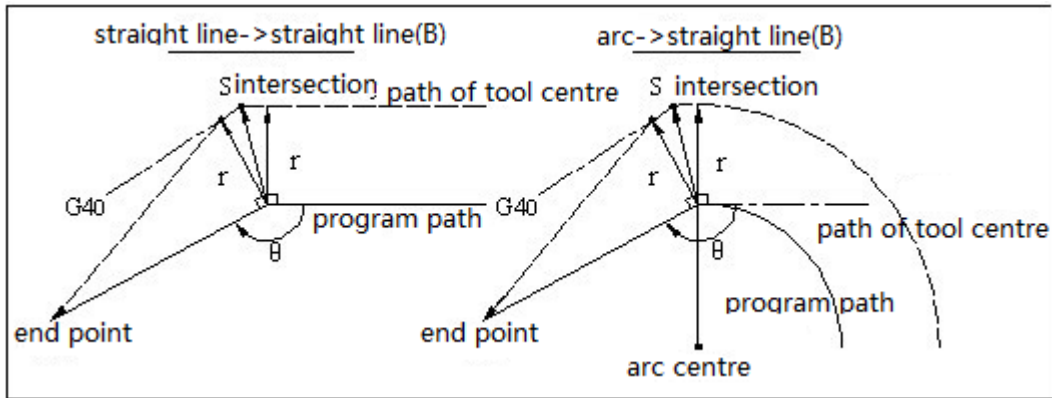 straight line->straight line(B)
S intersection
path of tool centre
r
r
G40
program path
θ
end point
arc->straight line(B)
S intersection
r
r
G40
path of tool centre
θ
program path
end point
arc centre